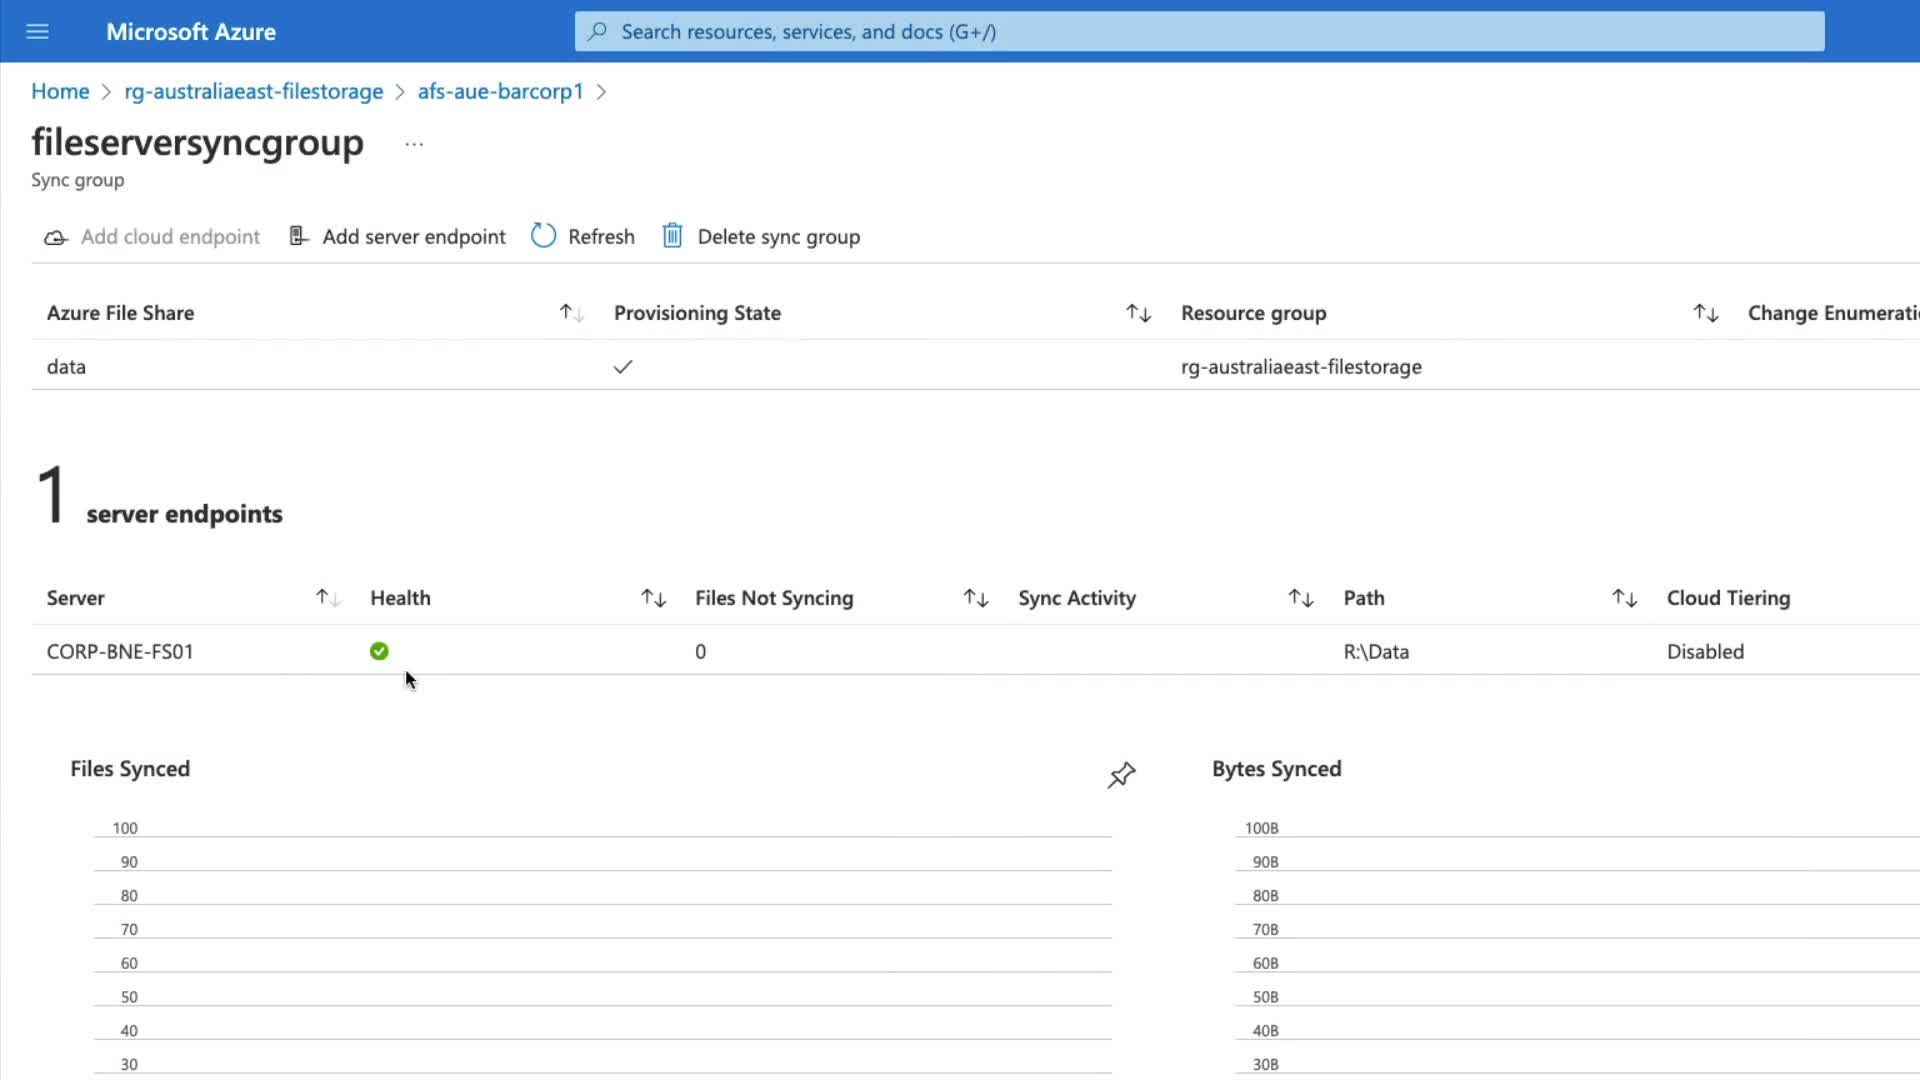 Microsoft Azure
Search resources, services, and docs (G+/)
Home > rg-australiaeast-filestorage > afs-aue-barcorp1 >
fileserversyncgroup ...
Sync group
Add cloud endpoint Add server endpoint Refresh Delete sync group
Azure File Share Provisioning State Resource group Change Enumerati
data rg-australiaeast-filestorage
1 server endpoints
Server Health Files Not Syncing Sync Activity Path Cloud Tiering
CORP-BNE-FS01 0 R:\Data Disabled
Files Synced Bytes Synced
100 100B
90 90B
80 80B
70 70B
60 60B
50 50B
40 40B
30 30B